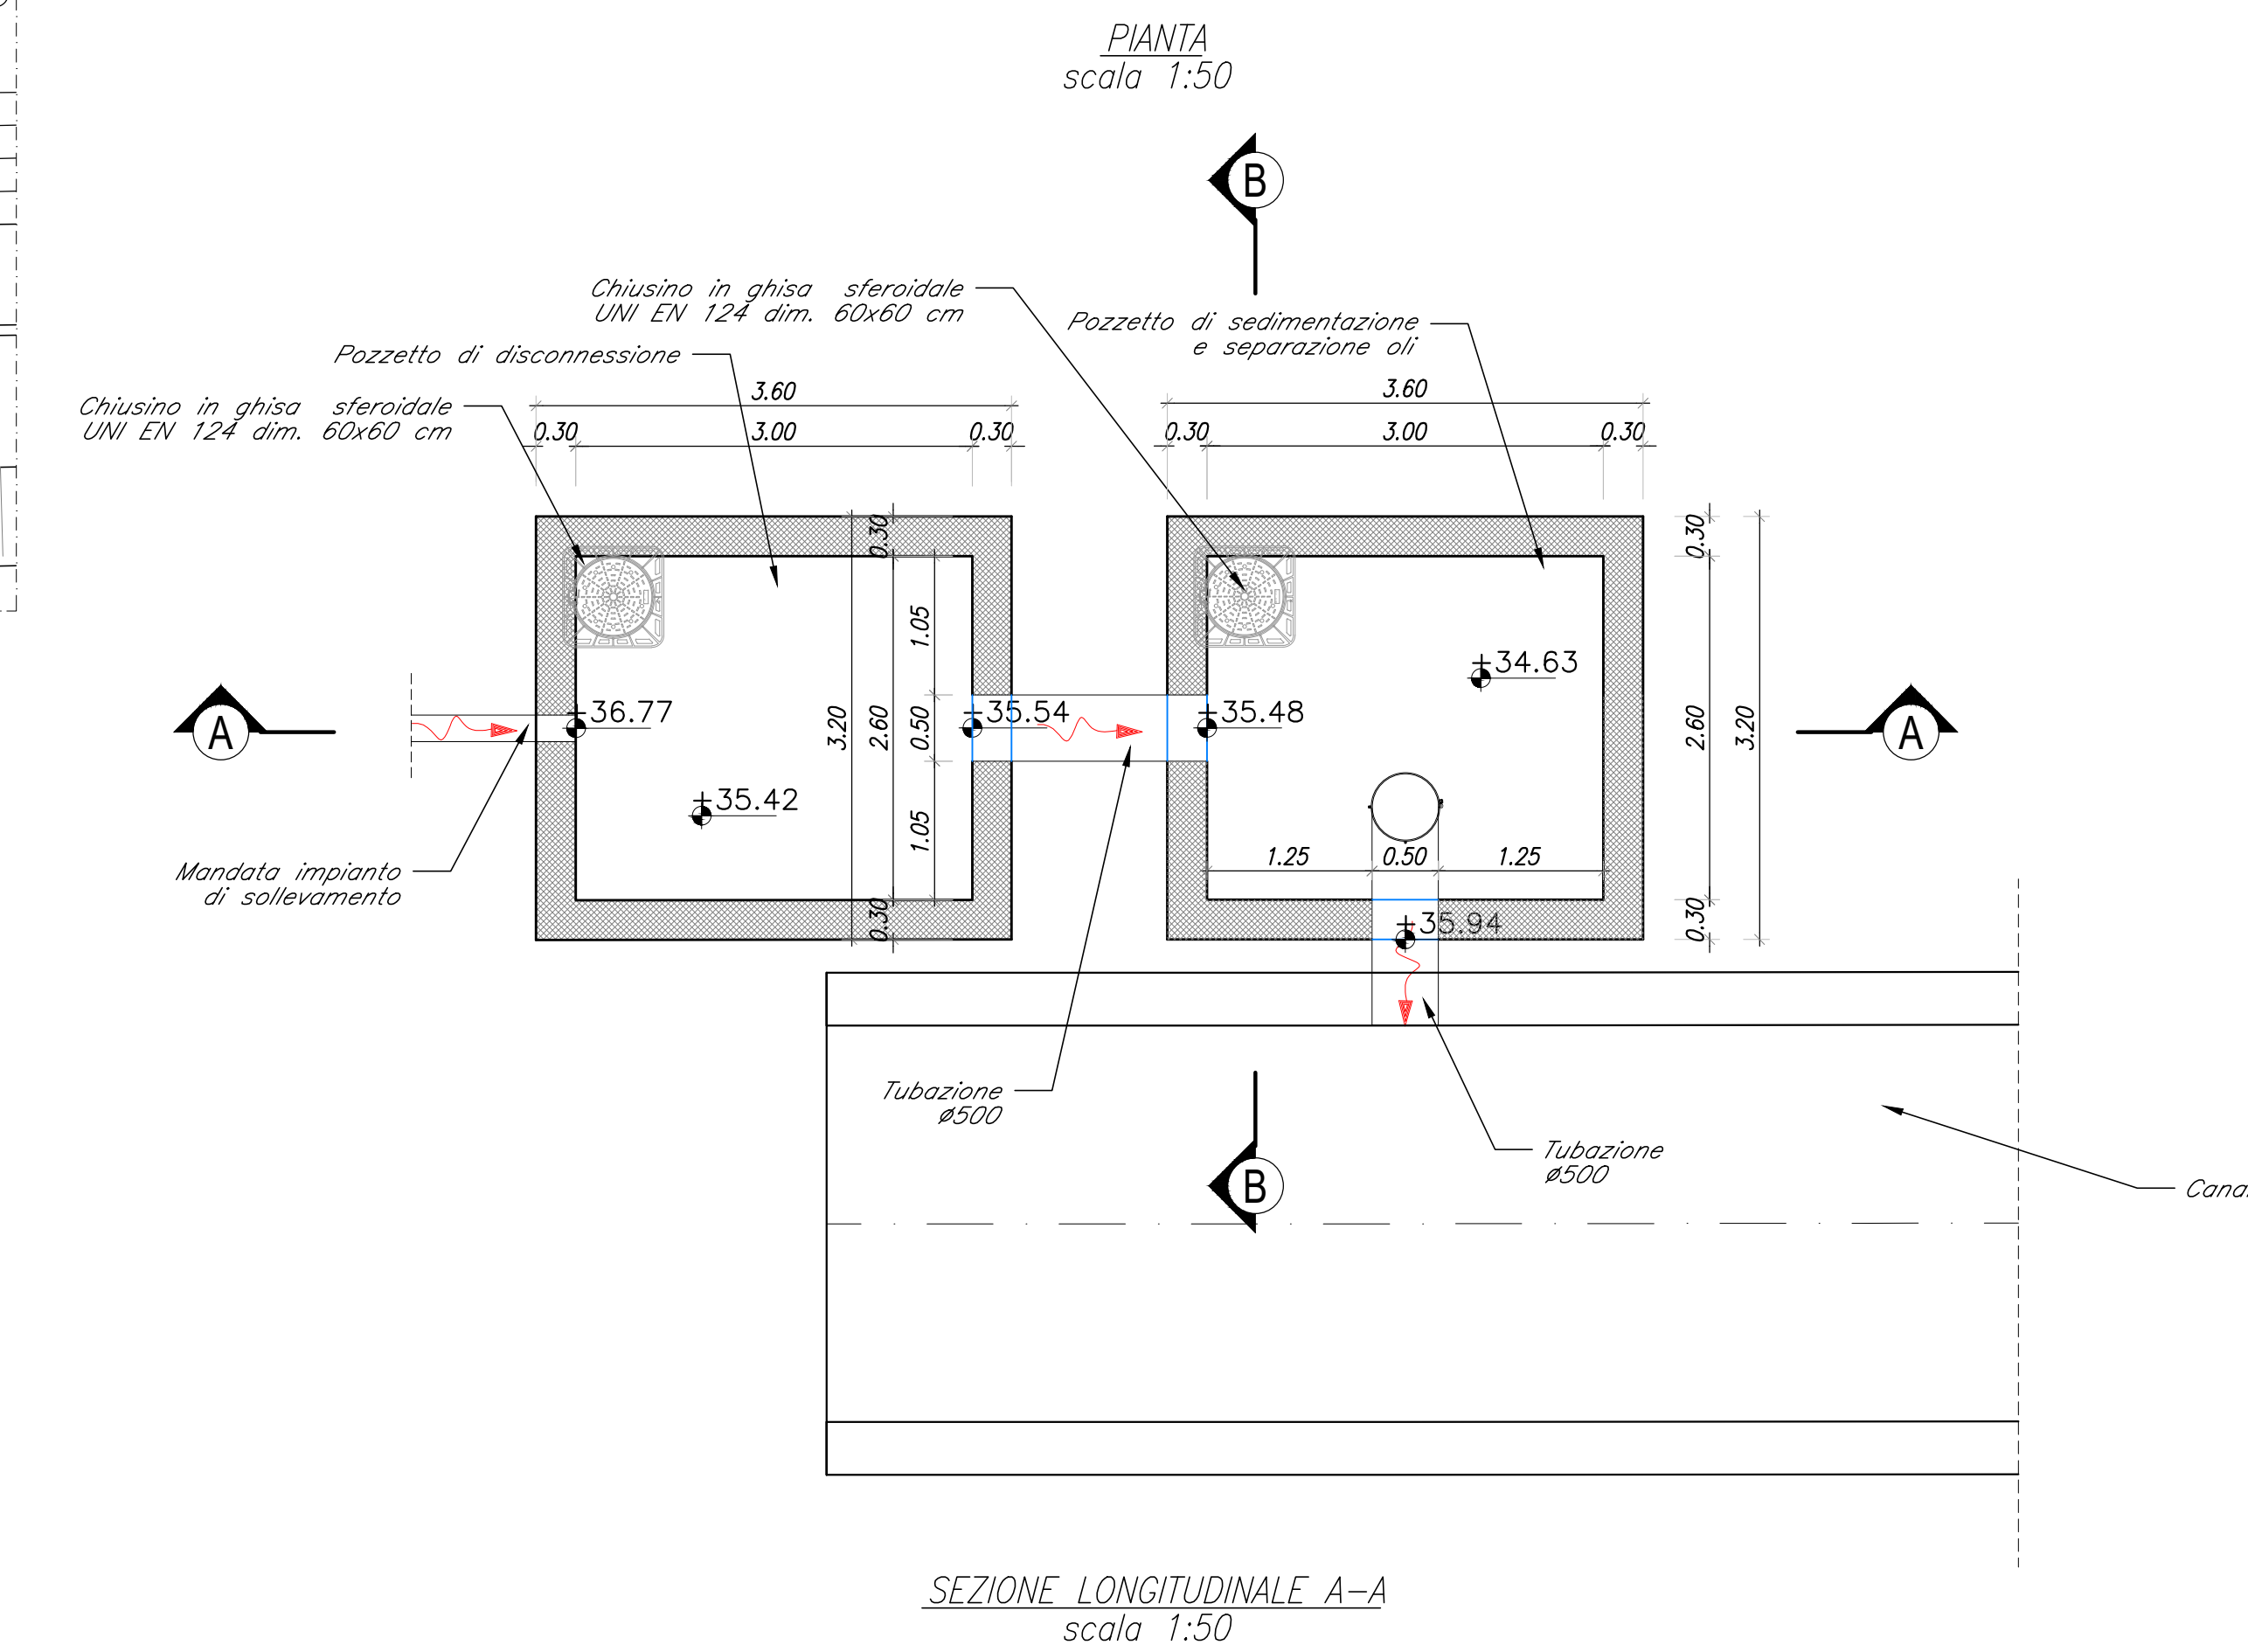 PIANTA
scala 1:50
B
Chiusino in ghisa sferoidale
UNI EN 124 dim. 60x60 cm
Pozzetto di sedimentazione
e separazione oli
Pozzetto di disconnessione
Chiusino in ghisa sferoidale
UNI EN 124 dim. 60x60 cm
3.60
3.60
0.30
3.00
0.30
0.30
3.00
0.30
0.30
0.30
1.05
3.20
2.60
0.50
1.05
0.30
2.60
3.20
0.30
34.63
A
36.77
35.54
35.48
A
35.42
1.25
0.50
1.25
Mandata impianto
di sollevamento
35.94
Tubazione
ø500
Tubazione
ø500
B
SEZIONE LONGITUDINALE A-A
scala 1:50